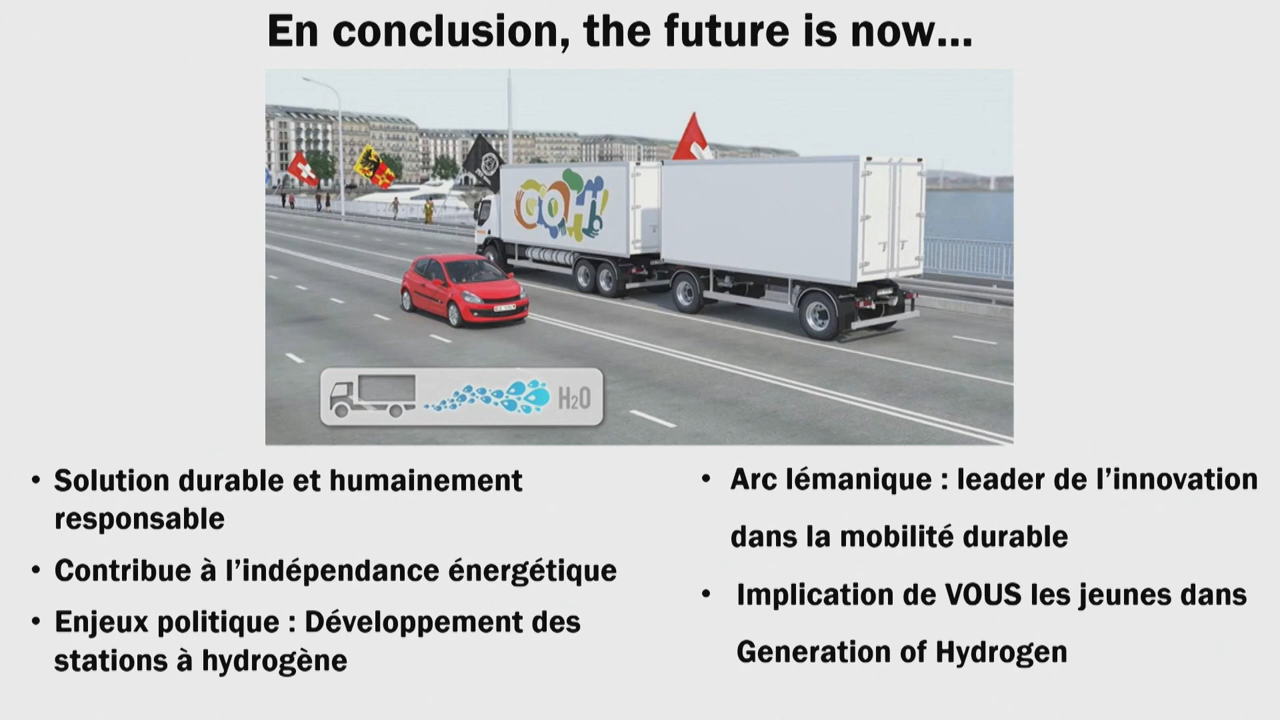 En conclusion, the future is now...
GOH!
H₂O
• Solution durable et humainement
responsable
• Contribue à l’indépendance énergétique
• Enjeux politique : Développement des
stations à hydrogène
• Arc lémanique : leader de l’innovation
dans la mobilité durable
• Implication de VOUS les jeunes dans
Generation of Hydrogen